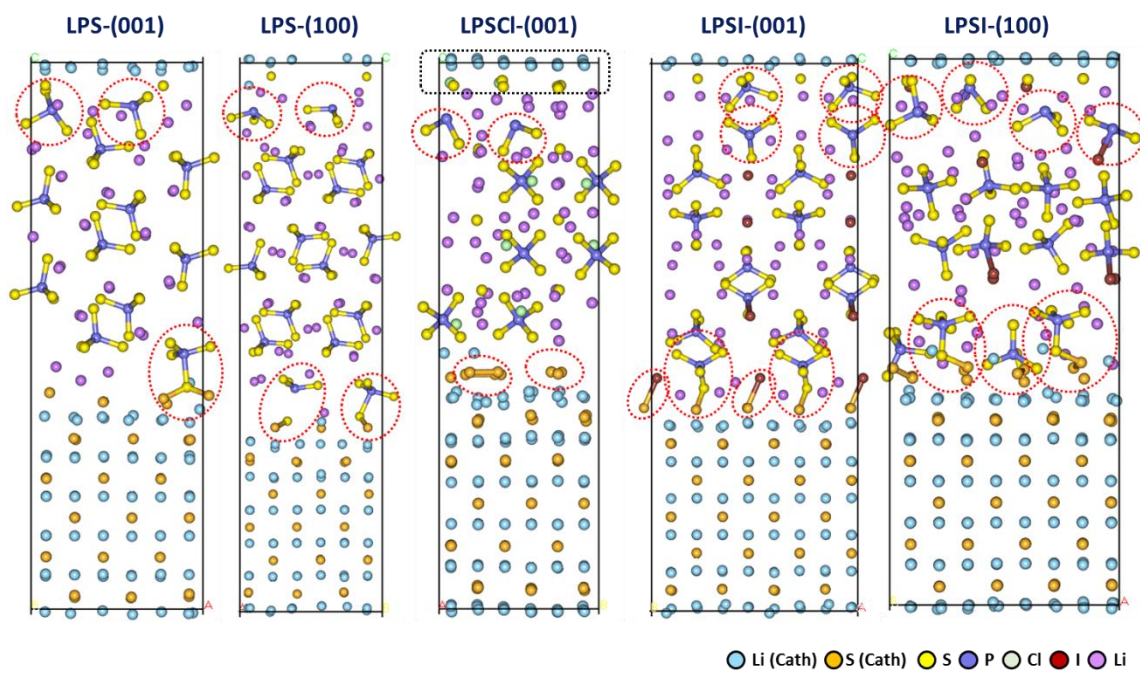 LPS-(001) LPS-(100) LPSCl-(001) LPSI-(001) LPSI-(100)
C C C C C
B A A B A B B A A
Li (Cath) S (Cath) S P Cl I Li